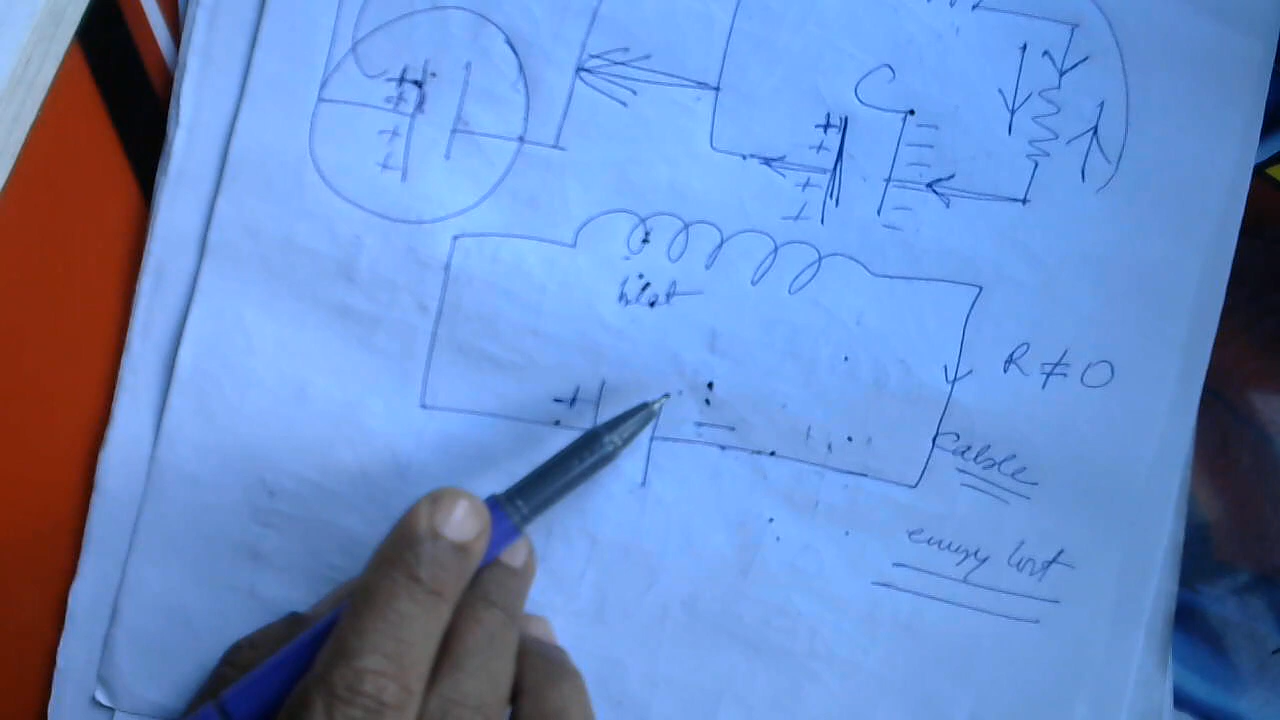 C
heat
R ≠ 0
+
−
cable
energy lost